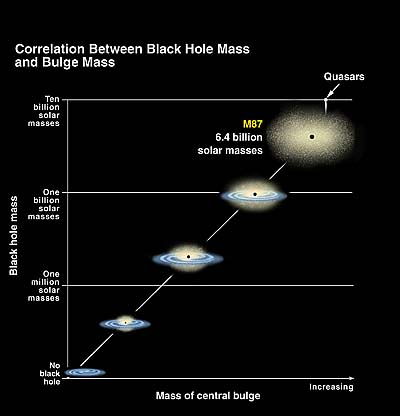 Correlation Between Black Hole Mass
and Bulge Mass
Quasars
Ten
billion
solar
masses
M87
6.4 billion
solar masses
One
billion
solar
masses
Black hole mass
One
million
solar
masses
No
black
hole
Increasing
Mass of central bulge